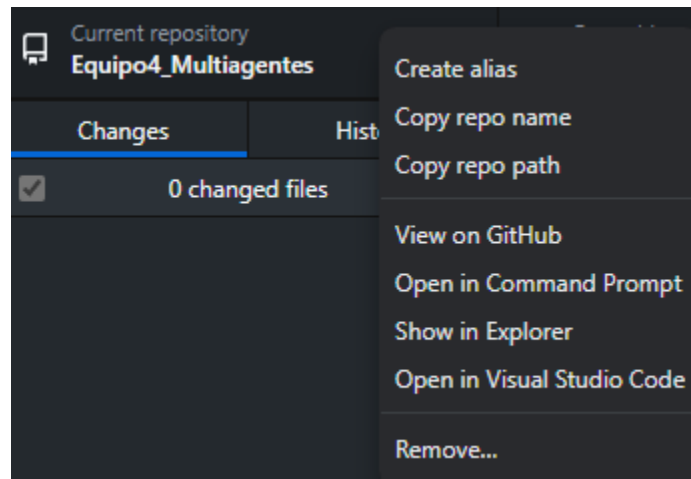 Current repository
Equipo4_Multiagentes
Changes
Hist
0 changed files
Create alias
Copy repo name
Copy repo path
View on GitHub
Open in Command Prompt
Show in Explorer
Open in Visual Studio Code
Remove...